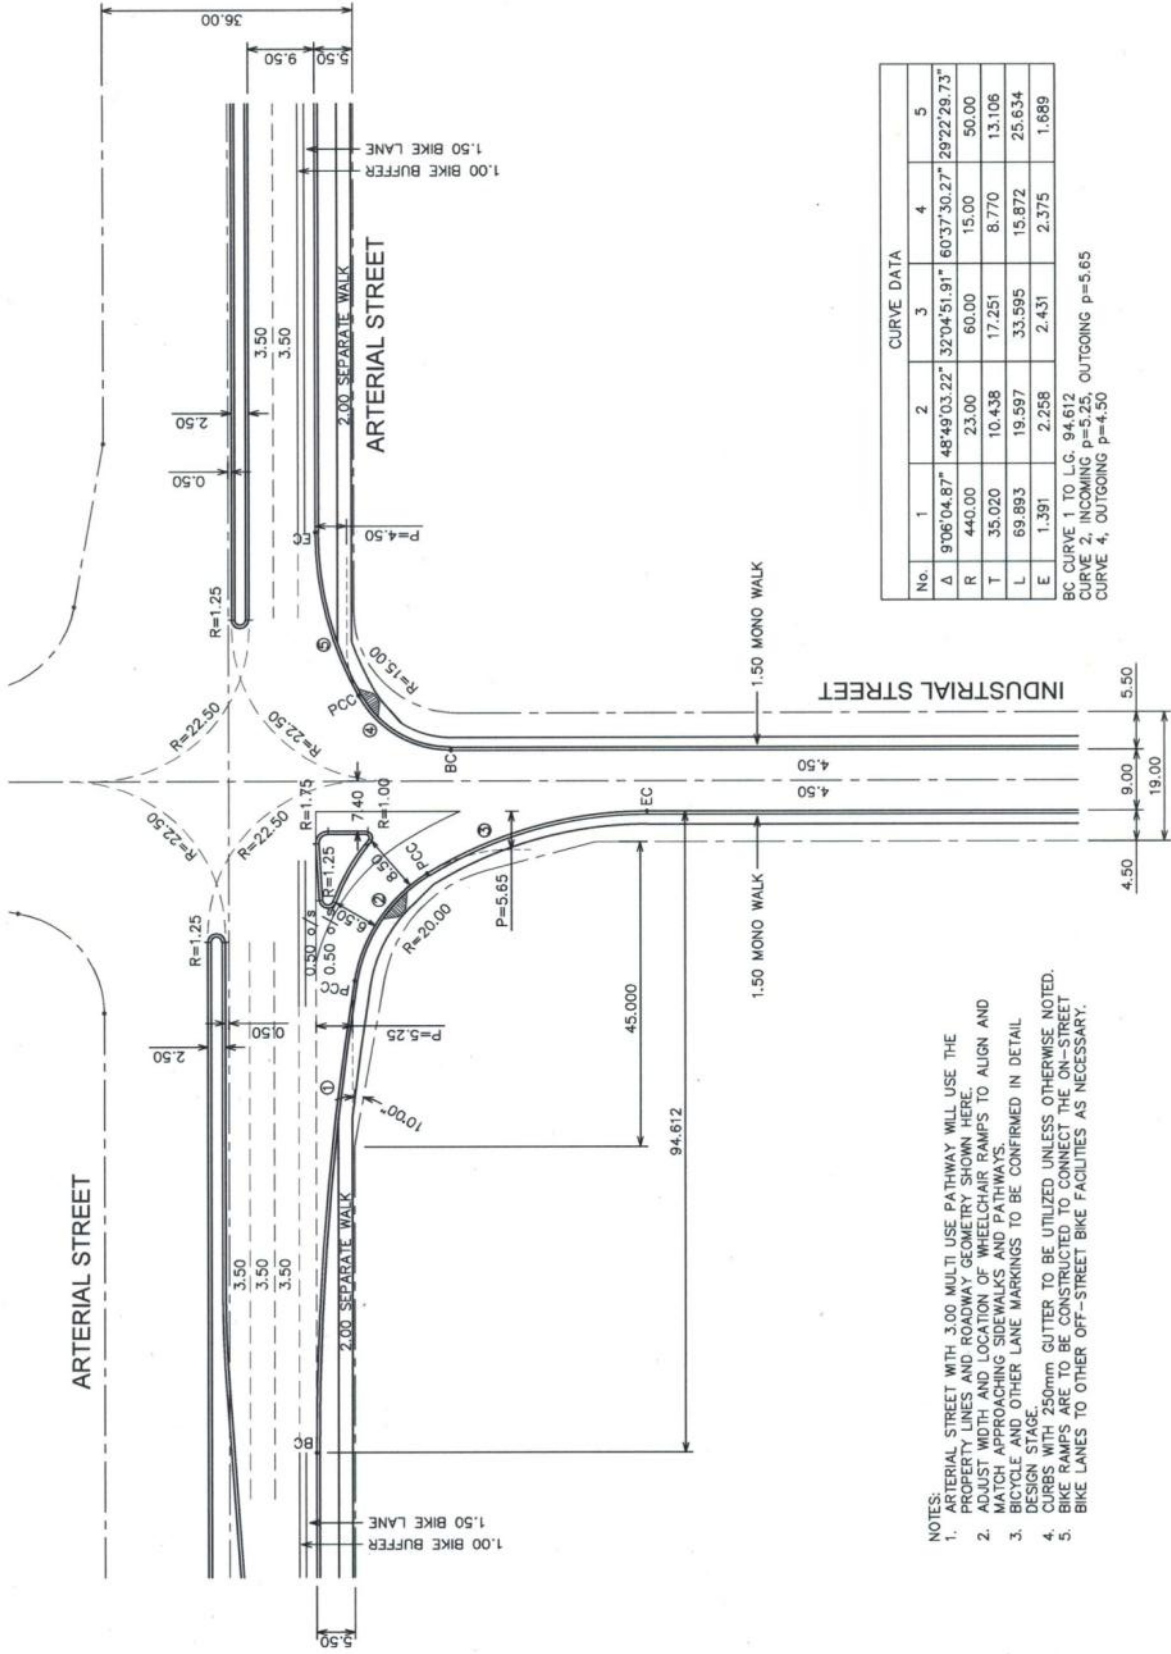 ARTERIAL STREET
36.00
9.50
5.50
1.50 BIKE LANE
1.00 BIKE BUFFER
2.00 SEPARATE WALK
ARTERIAL STREET
3.50
3.50
2.50
0.50
R=1.25
EC
P=4.50
5
PCC
4
R=15.00
BC
R=22.50
R=22.50
R=22.50
R=22.50
R=1.25
2.50
0.50
3.50
3.50
3.50
R=1.75
7.40
R=1.00
R=1.25
8.50
6.50
0.50 o/s
0.50 o/s
PCC
2
PCC
3
EC
R=20.00
P=5.65
P=5.25
1
10°00"
45.000
94.612
BC
2.00 SEPARATE WALK
1.50 BIKE LANE
1.00 BIKE BUFFER
5.50
1.50 MONO WALK
1.50 MONO WALK
4.50
4.50
INDUSTRIAL STREET
4.50
9.00
5.50
19.00
CURVE DATA
No. 1 2 3 4 5
Δ 9°06'04.87" 48°49'03.22" 32°04'51.91" 60°37'30.27" 29°22'29.73"
R 440.00 23.00 60.00 15.00 50.00
T 35.020 10.438 17.251 8.770 13.106
L 69.893 19.597 33.595 15.872 25.634
E 1.391 2.258 2.431 2.375 1.689
BC CURVE 1 TO L.G. 94.612
CURVE 2, INCOMING p=5.25, OUTGOING p=5.65
CURVE 4, OUTGOING p=4.50
NOTES:
1. ARTERIAL STREET WITH 3.00 MULTI USE PATHWAY WILL USE THE
PROPERTY LINES AND ROADWAY GEOMETRY SHOWN HERE.
2. ADJUST WIDTH AND LOCATION OF WHEELCHAIR RAMPS TO ALIGN AND
MATCH APPROACHING SIDEWALKS AND PATHWAYS.
3. BICYCLE AND OTHER LANE MARKINGS TO BE CONFIRMED IN DETAIL
DESIGN STAGE.
4. CURBS WITH 250mm GUTTER TO BE UTILIZED UNLESS OTHERWISE NOTED.
5. BIKE RAMPS ARE TO BE CONSTRUCTED TO CONNECT THE ON-STREET
BIKE LANES TO OTHER OFF-STREET BIKE FACILITIES AS NECESSARY.